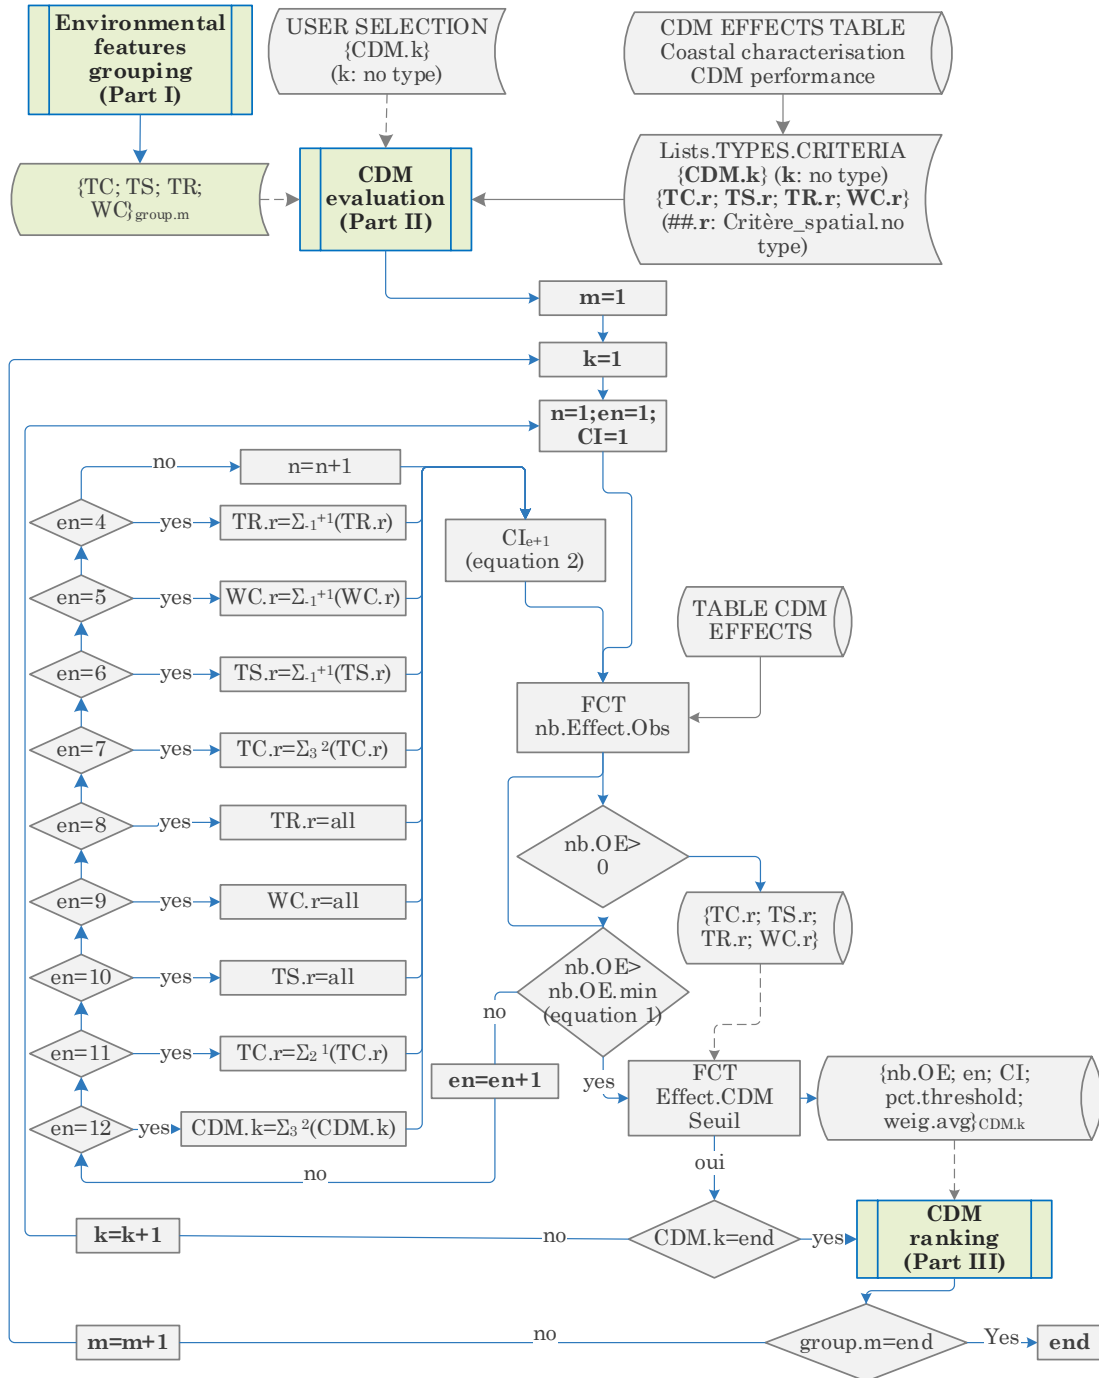 Environmental
features
grouping
(Part I)
USER SELECTION
{CDM.k}
(k: no type)
CDM EFFECTS TABLE
Coastal characterisation
CDM performance
{TC; TS; TR;
WC}group.m
CDM
evaluation
(Part II)
Lists.TYPES.CRITERIA
{CDM.k} (k: no type)
{TC.r; TS.r; TR.r; WC.r}
(##.r: Critère_spatial.no
type)
m=1
k=1
n=1;en=1;
CI=1
no
n=n+1
en=4
yes
TR.r=Σ-1+1(TR.r)
CIe+1
(equation 2)
en=5
yes
WC.r=Σ-1+1(WC.r)
TABLE CDM
EFFECTS
en=6
yes
TS.r=Σ-1+1(TS.r)
FCT
nb.Effect.Obs
en=7
yes
TC.r=Σ3 2(TC.r)
en=8
yes
TR.r=all
nb.OE>
0
en=9
yes
WC.r=all
{TC.r; TS.r;
TR.r; WC.r}
en=10
yes
TS.r=all
nb.OE>
nb.OE.min
(equation 1)
no
en=11
yes
TC.r=Σ2 1(TC.r)
en=en+1
yes
FCT
Effect.CDM
Seuil
{nb.OE; en; CI;
pct.threshold;
weig.avg}CDM.k
en=12
yes
CDM.k=Σ3 2(CDM.k)
no
oui
k=k+1
no
CDM.k=end
yes
CDM
ranking
(Part III)
m=m+1
no
group.m=end
Yes
end